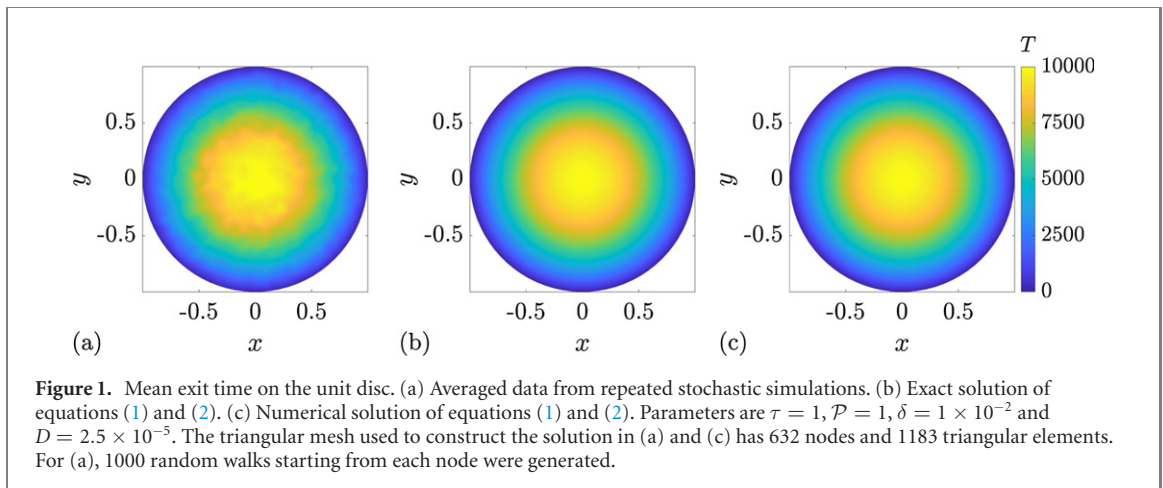 T
10000
7500
5000
2500
0
0.5
0
-0.5
y
-0.5 0 0.5
x
(a)
0.5
0
-0.5
y
-0.5 0 0.5
x
(b)
0.5
0
-0.5
y
-0.5 0 0.5
x
(c)
Figure 1. Mean exit time on the unit disc. (a) Averaged data from repeated stochastic simulations. (b) Exact solution of
equations (1) and (2). (c) Numerical solution of equations (1) and (2). Parameters are τ = 1, 𝒫 = 1, δ = 1 × 10⁻² and
D = 2.5 × 10⁻⁵. The triangular mesh used to construct the solution in (a) and (c) has 632 nodes and 1183 triangular elements.
For (a), 1000 random walks starting from each node were generated.